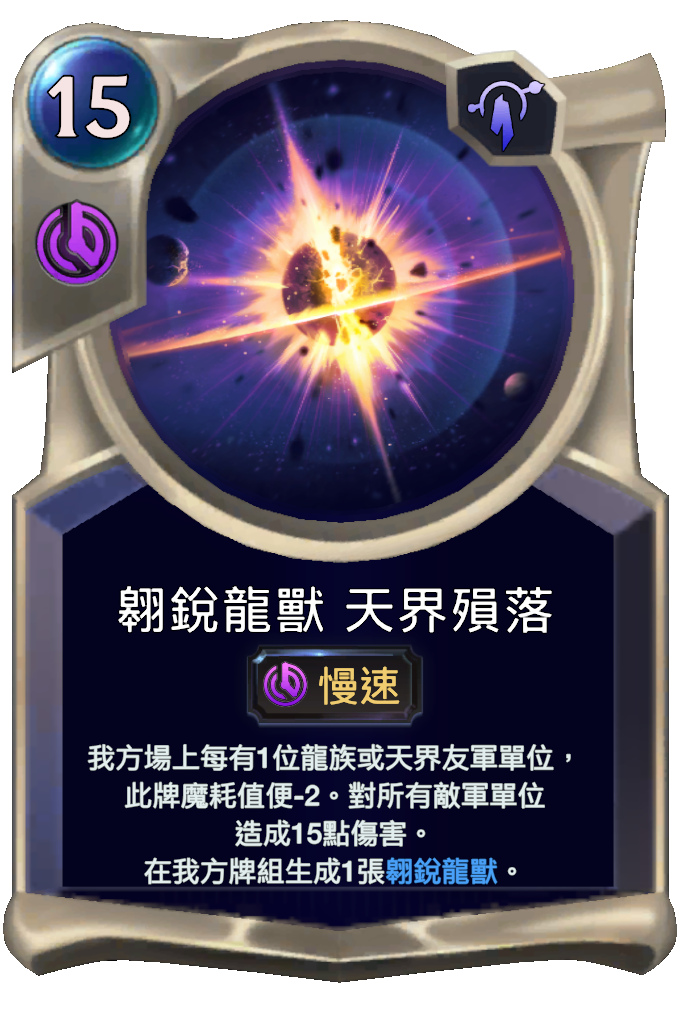 15
翱銳龍獸 天界殞落
慢速
我方場上每有1位龍族或天界友軍單位，
此牌魔耗值便-2。對所有敵軍單位
造成15點傷害。
在我方牌組生成1張翱銳龍獸。